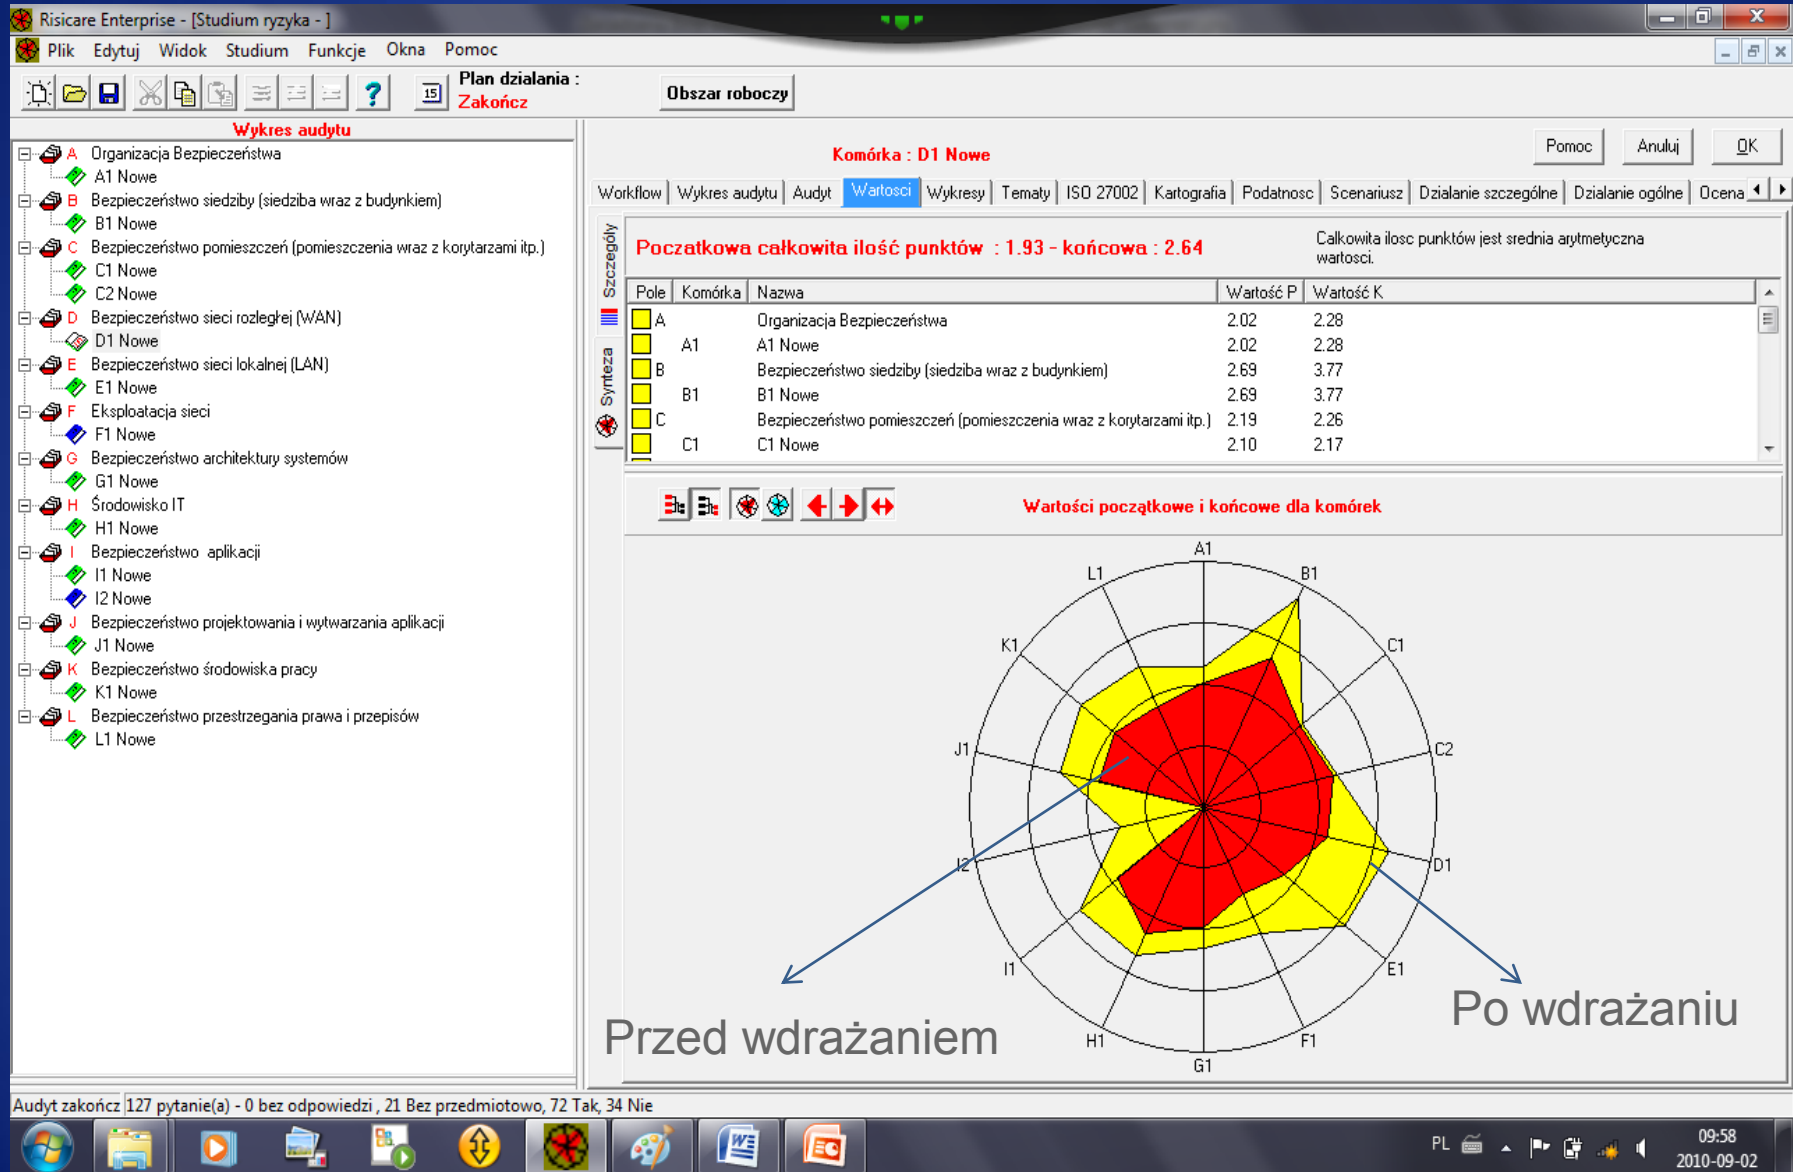 Risicare Enterprise - [Studium ryzyka - ]
Plik Edytuj Widok Studium Funkcje Okna Pomoc
15
Plan dzialania :
Zakończ
Obszar roboczy
Wykres audytu
A Organizacja Bezpieczeństwa
A1 Nowe
B Bezpieczeństwo siedziby (siedziba wraz z budynkiem)
B1 Nowe
C Bezpieczeństwo pomieszczeń (pomieszczenia wraz z korytarzami itp.)
C1 Nowe
C2 Nowe
D Bezpieczeństwo sieci rozległej (WAN)
D1 Nowe
E Bezpieczeństwo sieci lokalnej (LAN)
E1 Nowe
F Eksploatacja sieci
F1 Nowe
G Bezpieczeństwo architektury systemów
G1 Nowe
H Środowisko IT
H1 Nowe
I Bezpieczeństwo aplikacji
I1 Nowe
I2 Nowe
J Bezpieczeństwo projektowania i wytwarzania aplikacji
J1 Nowe
K Bezpieczeństwo środowiska pracy
K1 Nowe
L Bezpieczeństwo przestrzegania prawa i przepisów
L1 Nowe
Komórka : D1 Nowe
Pomoc Anuluj OK
Workflow Wykres audytu Audyt Wartosci Wykresy Tematy ISO 27002 Kartografia Podatnosc Scenariusz Dzialanie szczególne Dzialanie ogólne Ocena
Szczegóły
Synteza
Poczatkowa całkowita ilość punktów : 1.93 - końcowa : 2.64
Calkowita ilosc punktów jest srednia arytmetyczna
wartosci.
Pole Komórka Nazwa Wartość P Wartość K
A Organizacja Bezpieczeństwa 2.02 2.28
A1 A1 Nowe 2.02 2.28
B Bezpieczeństwo siedziby (siedziba wraz z budynkiem) 2.69 3.77
B1 B1 Nowe 2.69 3.77
C Bezpieczeństwo pomieszczeń (pomieszczenia wraz z korytarzami itp.) 2.19 2.26
C1 C1 Nowe 2.10 2.17
Wartości początkowe i końcowe dla komórek
A1
B1
C1
C2
D1
E1
F1
G1
H1
I1
I2
J1
K1
L1
Przed wdrażaniem
Po wdrażaniu
Audyt zakończ 127 pytanie(a) - 0 bez odpowiedzi , 21 Bez przedmiotowo, 72 Tak, 34 Nie
PL
09:58
2010-09-02